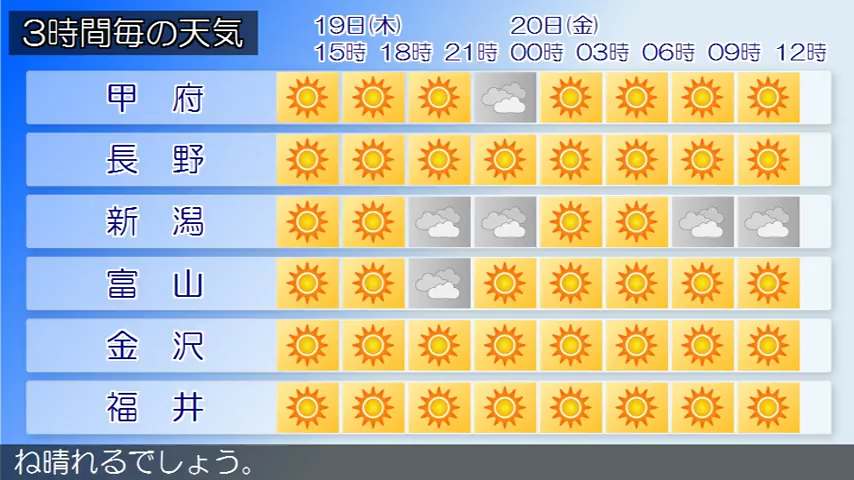 3時間毎の天気
19日(木) 20日(金)
15時 18時 21時 00時 03時 06時 09時 12時
甲府
長野
新潟
富山
金沢
福井
ね晴れるでしょう。